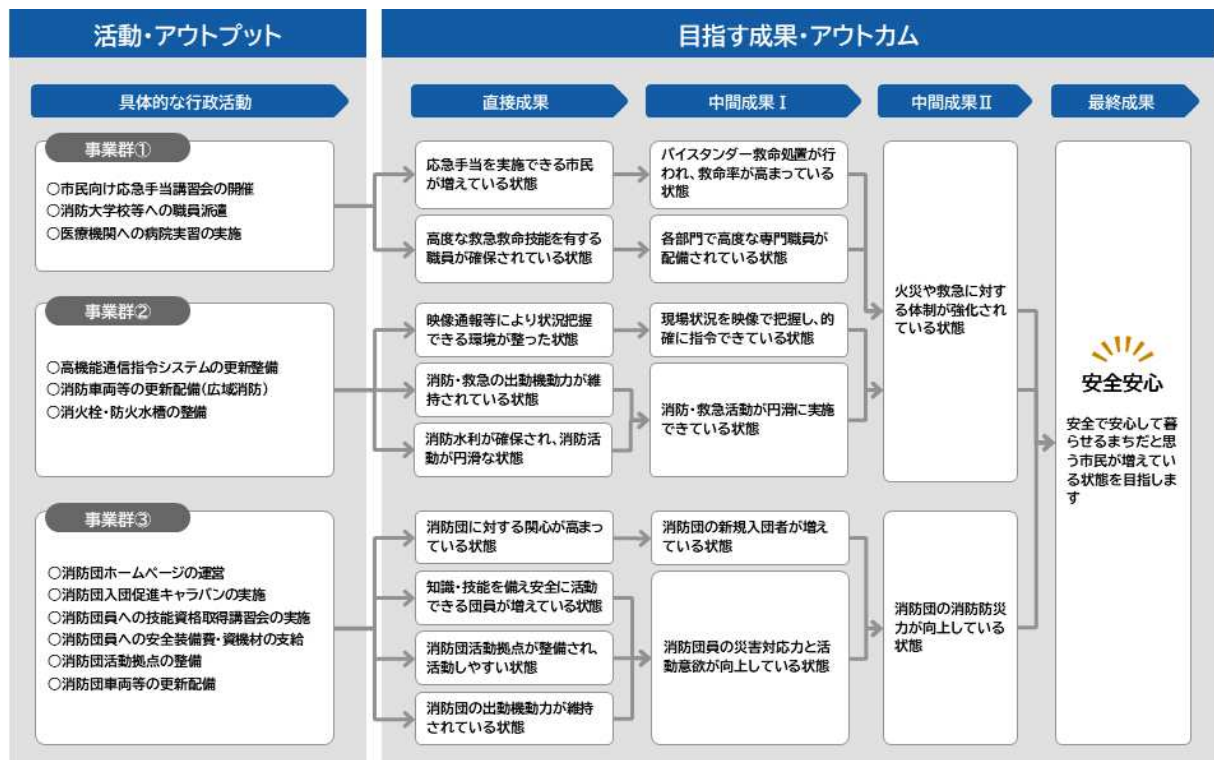 活動・アウトプット
目指す成果・アウトカム
具体的な行政活動
直接成果
中間成果Ⅰ
中間成果Ⅱ
最終成果
事業群①
○市民向け応急手当講習会の開催
○消防大学校等への職員派遣
○医療機関への病院実習の実施
事業群②
○高機能通信指令システムの更新整備
○消防車両等の更新配備(広域消防)
○消火栓・防火水槽の整備
事業群③
○消防団ホームページの運営
○消防団入団促進キャラバンの実施
○消防団員への技能資格取得講習会の実施
○消防団員への安全装備費・資機材の支給
○消防団活動拠点の整備
○消防団車両等の更新配備
応急手当を実施できる市民
が増えている状態
高度な救急救命技能を有する
職員が確保されている状態
映像通報等により状況把握
できる環境が整った状態
消防・救急の出動機動力が維
持されている状態
消防水利が確保され、消防活
動が円滑な状態
消防団に対する関心が高まっ
ている状態
知識・技能を備え安全に活動
できる団員が増えている状態
消防団活動拠点が整備され、
活動しやすい状態
消防団の出動機動力が維持
されている状態
バイスタンダー救命処置が行
われ、救命率が高まっている
状態
各部門で高度な専門職員が
配備されている状態
現場状況を映像で把握し、的
確に指令できている状態
消防・救急活動が円滑に実施
できている状態
消防団の新規入団者が増え
ている状態
消防団員の災害対応力と活
動意欲が向上している状態
火災や救急に対す
る体制が強化され
ている状態
消防団の消防防災
力が向上している
状態
安全安心
安全で安心して暮
らせるまちだと思
う市民が増えてい
る状態を目指しま
す